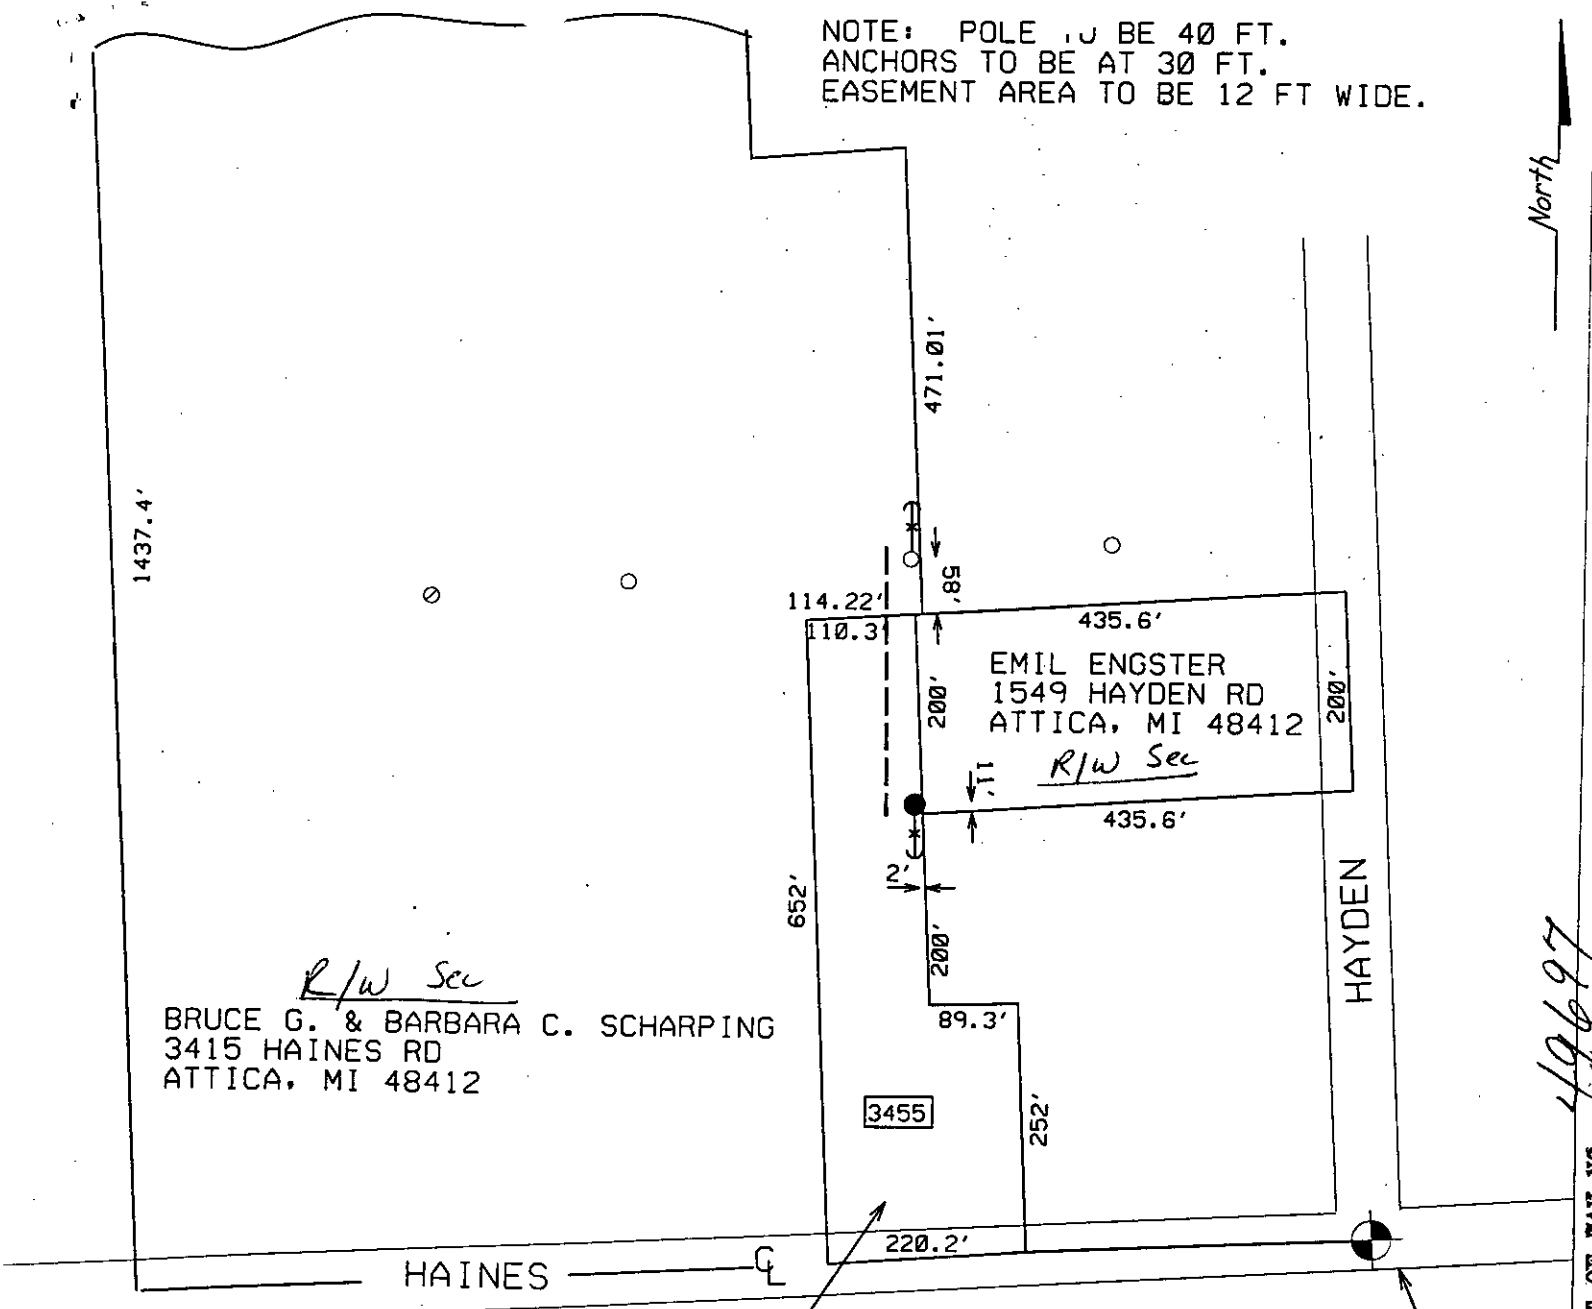 NOTE: POLE BE 40 FT.
ANCHORS TO BE AT 30 FT.
EASEMENT AREA TO BE 12 FT WIDE.
North
471.01'
1437.4'
58'
114.22'
110.3'
435.6'
EMIL ENGSTER
1549 HAYDEN RD
ATTICA, MI 48412
R/W Sec
200'
200'
11'
435.6'
2'
652'
200'
HAYDEN
49697
R/W Sec
BRUCE G. & BARBARA C. SCHARPING
3415 HAINES RD
ATTICA, MI 48412
89.3'
3455
252'
220.2'
HAINES
CL